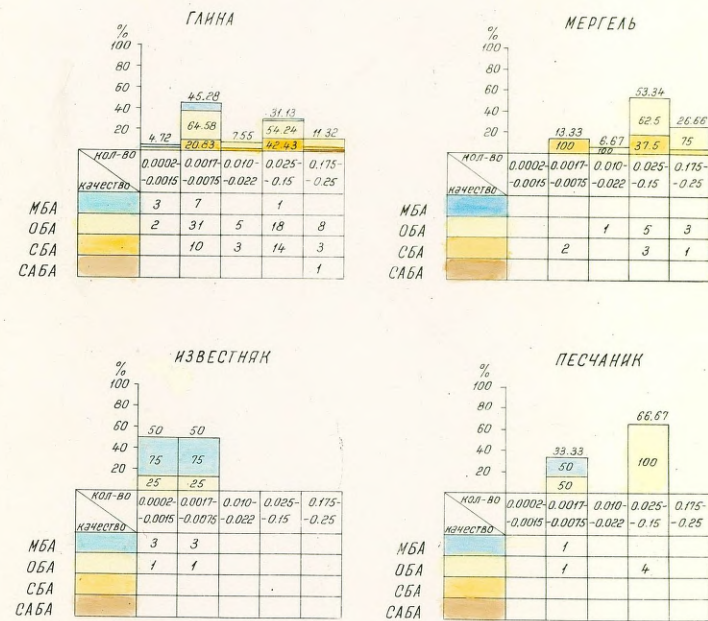 ГЛИНА
%
100
80
60
40
20
4.72 45.28 7.55 31.13 11.32
64.58 54.24
20.83 42.43
КОЛ-ВО
КАЧЕСТВО
0.0002- 0.0017- 0.010- 0.025- 0.175-
-0.0015 -0.0075 -0.022 -0.15 -0.25
МБА 3 7 1
ОБА 2 31 5 18 8
СБА 10 3 14 3
САБА 1
МЕРГЕЛЬ
%
100
80
60
40
20
13.33 6.67 53.34 26.66
62.5
100 100 37.5 75
КОЛ-ВО
КАЧЕСТВО
0.0002- 0.0017- 0.010- 0.025- 0.175-
-0.0015 -0.0075 -0.022 -0.15 -0.25
МБА
ОБА 1 5 3
СБА 2 3 1
САБА
ИЗВЕСТНЯК
%
100
80
60
40
20
50 50
75 75
25 25
КОЛ-ВО
КАЧЕСТВО
0.0002- 0.0017- 0.010- 0.025- 0.175-
-0.0015 -0.0075 -0.022 -0.15 -0.25
МБА 3 3
ОБА 1 1
СБА
САБА
ПЕСЧАНИК
%
100
80
60
40
20
33.33 66.67
50 100
50
КОЛ-ВО
КАЧЕСТВО
0.0002- 0.0017- 0.010- 0.025- 0.175-
-0.0015 -0.0075 -0.022 -0.15 -0.25
МБА 1
ОБА 1 4
СБА
САБА